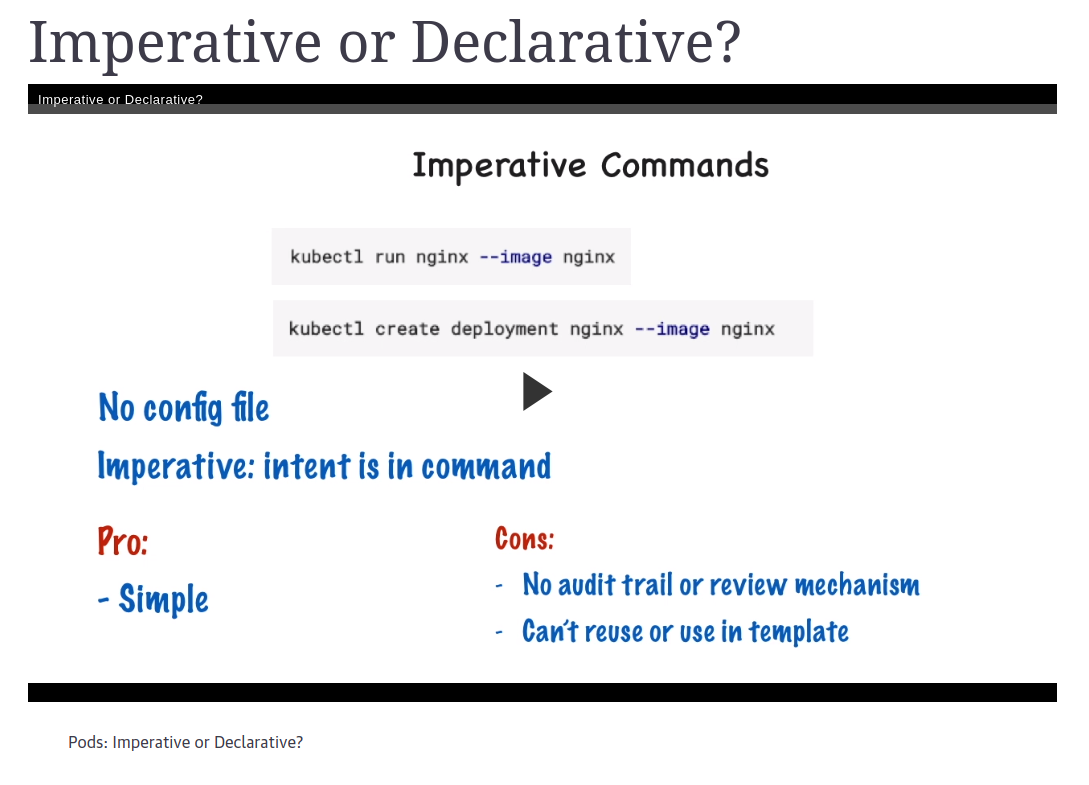 Imperative or Declarative?
Imperative or Declarative?
Imperative Commands
kubectl run nginx --image nginx
kubectl create deployment nginx --image nginx
No config file
Imperative: intent is in command
Pro:
- Simple
Cons:
- No audit trail or review mechanism
- Can't reuse or use in template
Pods: Imperative or Declarative?